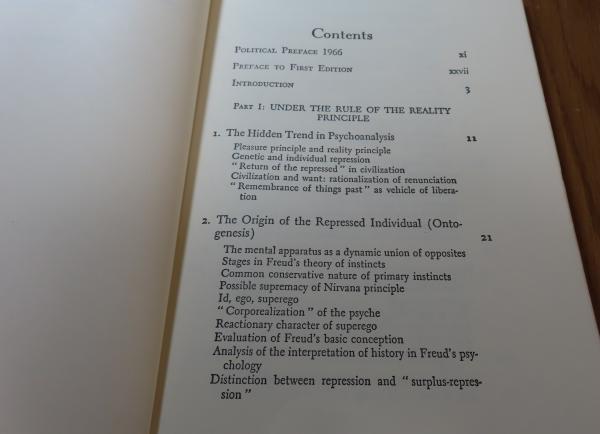 Contents
POLITICAL PREFACE 1966 xi
PREFACE TO FIRST EDITION xxvii
INTRODUCTION 3
PART I: UNDER THE RULE OF THE REALITY
PRINCIPLE
1. The Hidden Trend in Psychoanalysis 11
Pleasure principle and reality principle
Genetic and individual repression
“Return of the repressed” in civilization
Civilization and want: rationalization of renunciation
“Remembrance of things past” as vehicle of libera-
tion
2. The Origin of the Repressed Individual (Onto-
genesis) 21
The mental apparatus as a dynamic union of opposites
Stages in Freud's theory of instincts
Common conservative nature of primary instincts
Possible supremacy of Nirvana principle
Id, ego, superego
“Corporealization” of the psyche
Reactionary character of superego
Evaluation of Freud's basic conception
Analysis of the interpretation of history in Freud's psy-
chology
Distinction between repression and “surplus-repres-
sion”